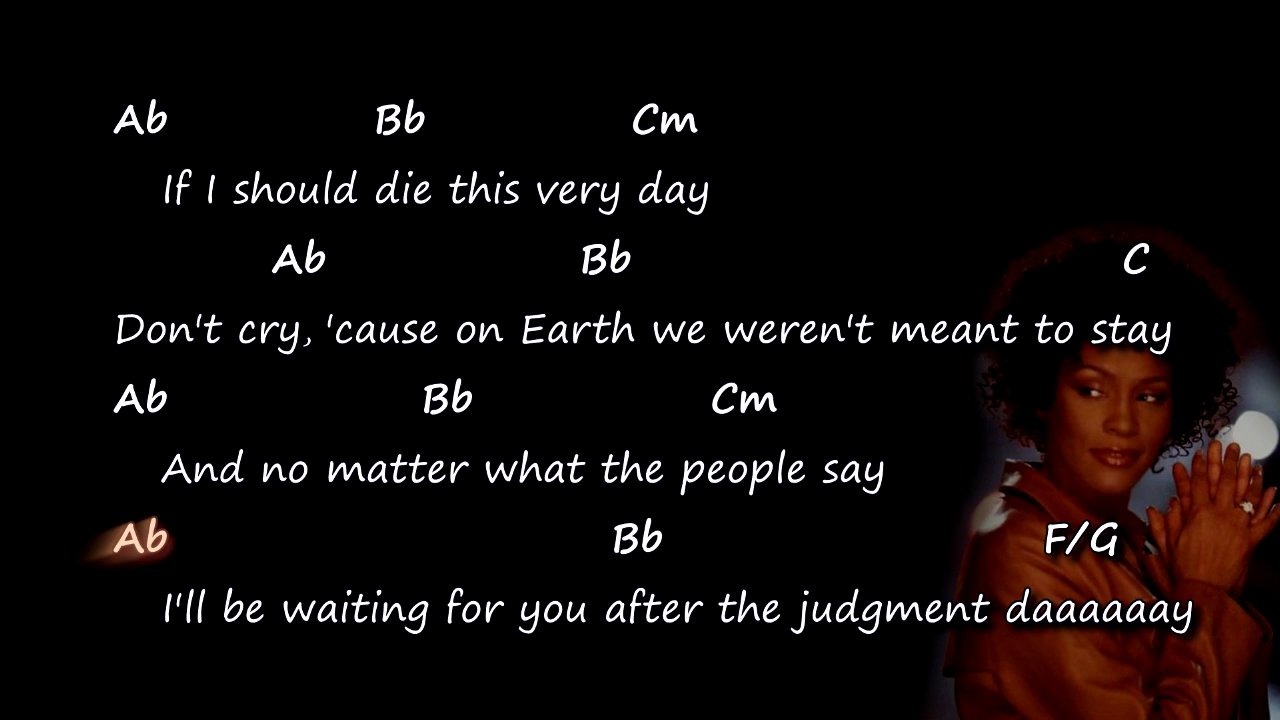 Ab Bb Cm
If I should die this very day
Ab Bb C
Don't cry, 'cause on Earth we weren't meant to stay
Ab Bb Cm
And no matter what the people say
Ab Bb F/G
I'll be waiting for you after the judgment daaaaaay